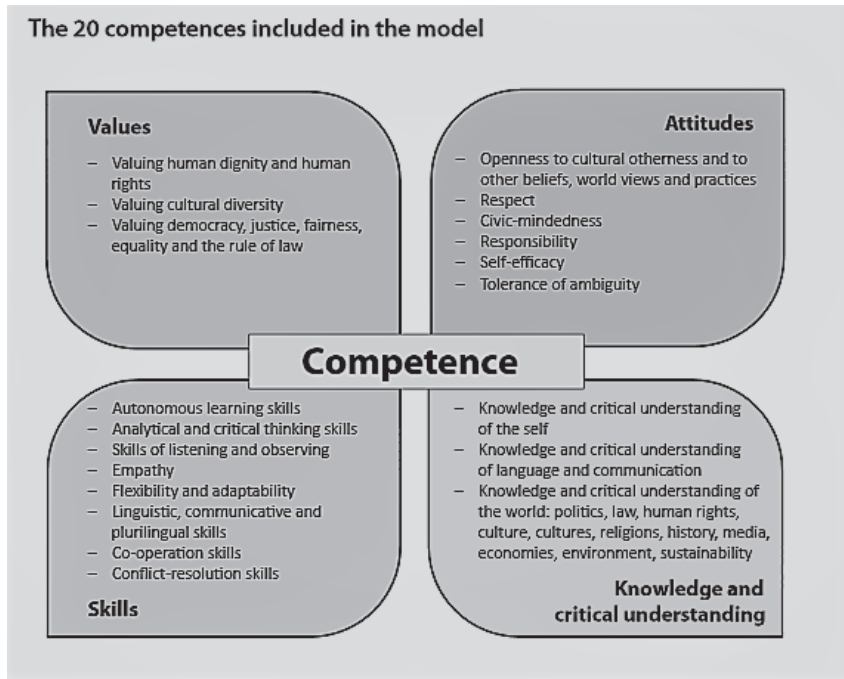 The 20 competences included in the model
Values
– Valuing human dignity and human
rights
– Valuing cultural diversity
– Valuing democracy, justice, fairness,
equality and the rule of law
Attitudes
– Openness to cultural otherness and to
other beliefs, world views and practices
– Respect
– Civic-mindedness
– Responsibility
– Self-efficacy
– Tolerance of ambiguity
Competence
– Autonomous learning skills
– Analytical and critical thinking skills
– Skills of listening and observing
– Empathy
– Flexibility and adaptability
– Linguistic, communicative and
plurilingual skills
– Co-operation skills
– Conflict-resolution skills
Skills
– Knowledge and critical understanding
of the self
– Knowledge and critical understanding
of language and communication
– Knowledge and critical understanding of
the world: politics, law, human rights,
culture, cultures, religions, history, media,
economies, environment, sustainability
Knowledge and
critical understanding